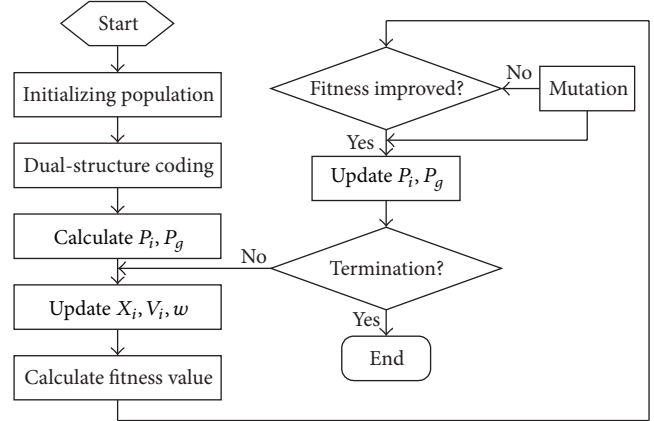 Start
Initializing population
Dual-structure coding
Calculate P_i, P_g
Update X_i, V_i, w
Calculate fitness value
Fitness improved?
No
Mutation
Yes
Update P_i, P_g
Termination?
No
Yes
End